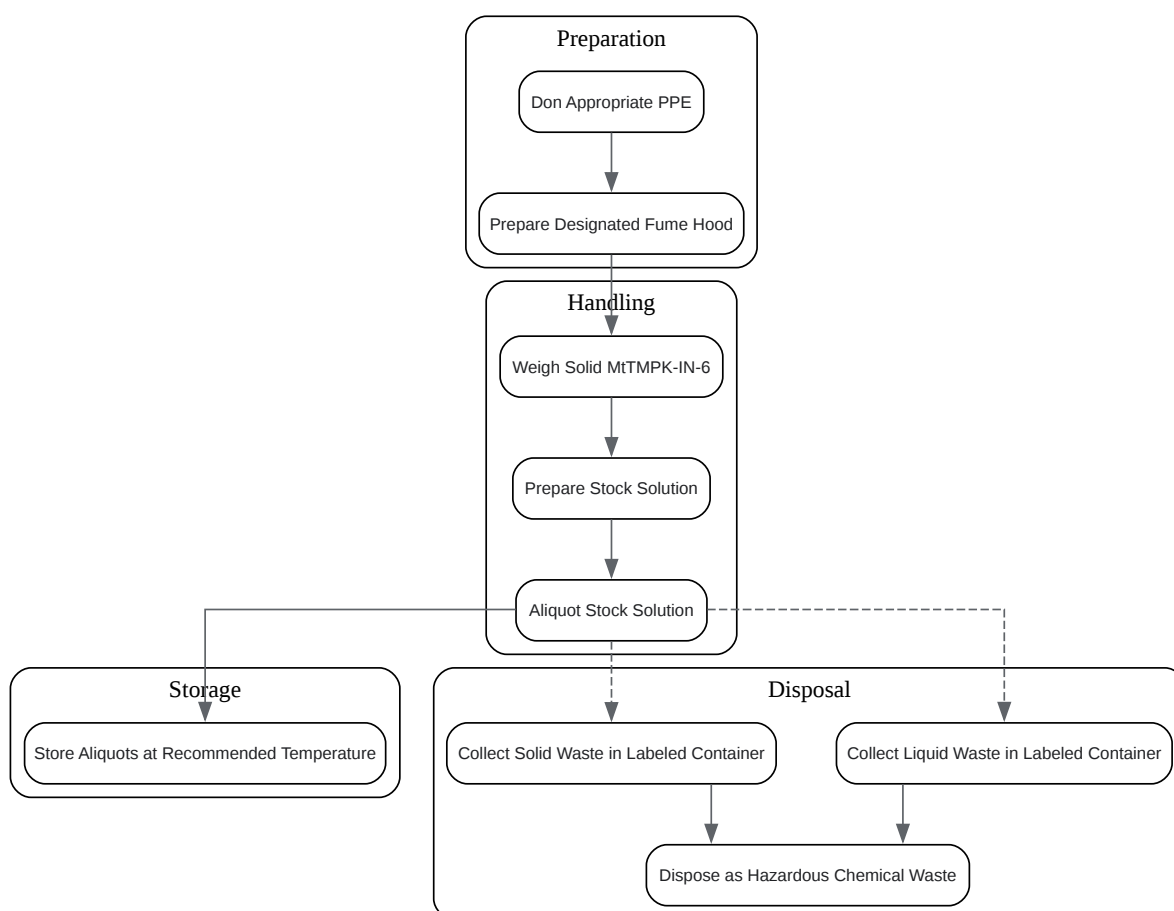 Preparation
Don Appropriate PPE
Prepare Designated Fume Hood
Handling
Weigh Solid MtTMPK-IN-6
Prepare Stock Solution
Aliquot Stock Solution
Storage
Store Aliquots at Recommended Temperature
Disposal
Collect Solid Waste in Labeled Container
Collect Liquid Waste in Labeled Container
Dispose as Hazardous Chemical Waste